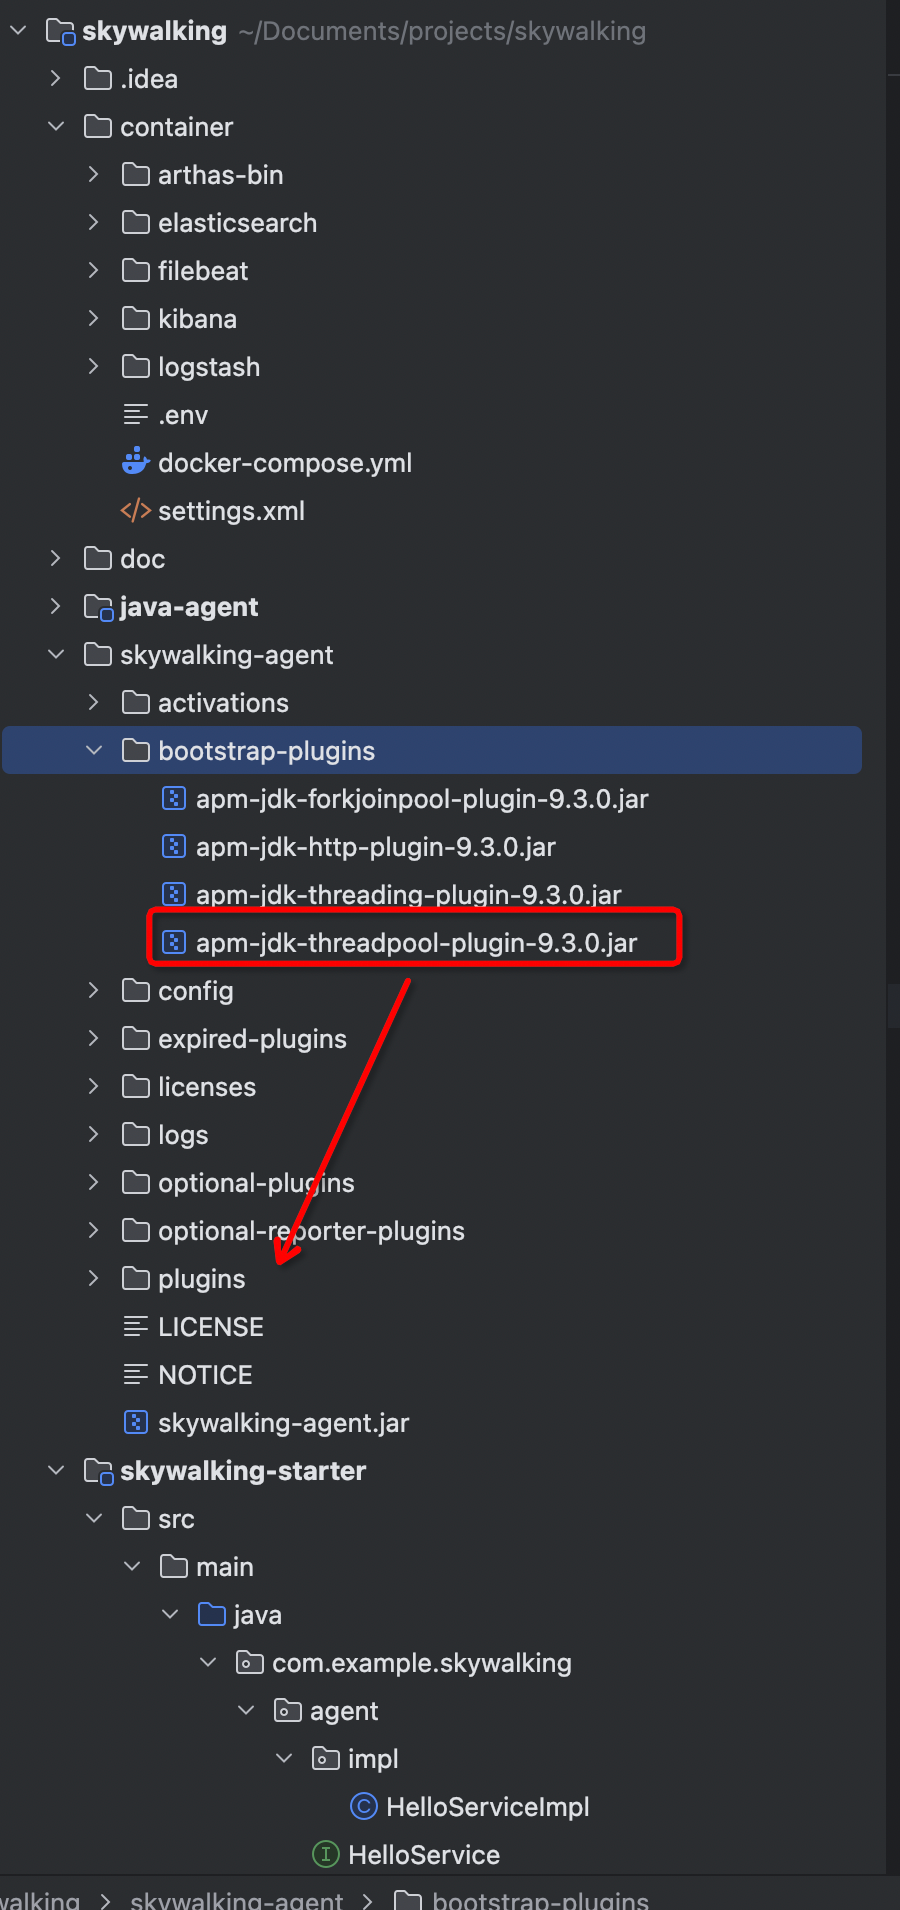 skywalking ~/Documents/projects/skywalking
.idea
container
arthas-bin
elasticsearch
filebeat
kibana
logstash
.env
docker-compose.yml
settings.xml
doc
java-agent
skywalking-agent
activations
bootstrap-plugins
apm-jdk-forkjoinpool-plugin-9.3.0.jar
apm-jdk-http-plugin-9.3.0.jar
apm-jdk-threading-plugin-9.3.0.jar
apm-jdk-threadpool-plugin-9.3.0.jar
config
expired-plugins
licenses
logs
optional-plugins
optional-reporter-plugins
plugins
LICENSE
NOTICE
skywalking-agent.jar
skywalking-starter
src
main
java
com.example.skywalking
agent
impl
HelloServiceImpl
HelloService
walking > skywalking-agent > bootstrap-plugins